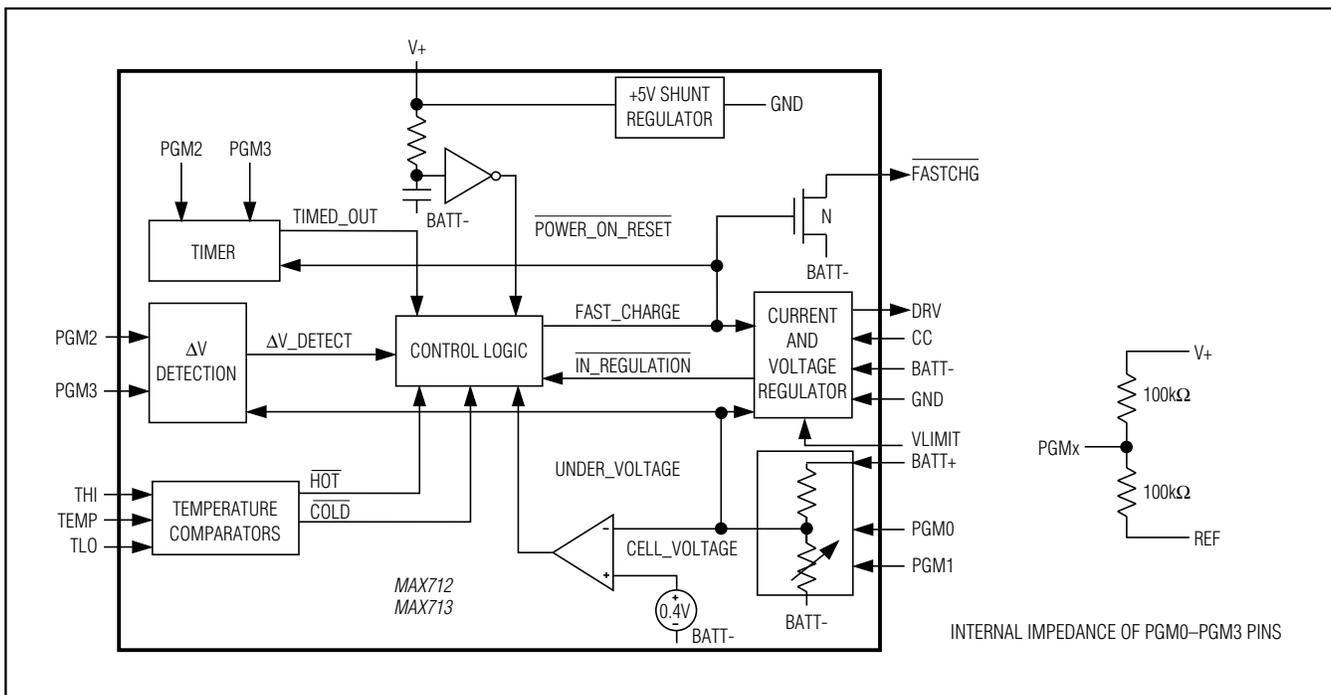 V+
+5V SHUNT
REGULATOR
GND
PGM2
PGM3
BATT-
TIMED_OUT
TIMER
POWER_ON_RESET
N
FASTCHG
BATT-
PGM2
PGM3
ΔV
DETECTION
ΔV_DETECT
CONTROL LOGIC
FAST_CHARGE
IN_REGULATION
CURRENT
AND
VOLTAGE
REGULATOR
DRV
CC
BATT-
GND
VLIMIT
BATT+
PGM0
PGM1
THI
TEMP
TLO
TEMPERATURE
COMPARATORS
HOT
COLD
UNDER_VOLTAGE
-
CELL_VOLTAGE
+
+
0.4V
-
BATT-
BATT-
MAX712
MAX713
V+
100kΩ
PGMx
100kΩ
REF
INTERNAL IMPEDANCE OF PGM0–PGM3 PINS